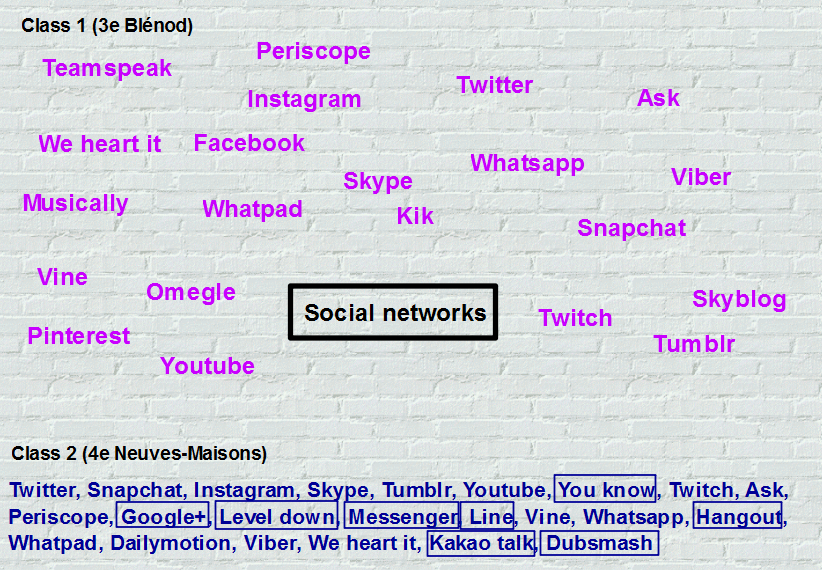 Class 1 (3e Blénod)
Periscope
Teamspeak
Twitter
Instagram
Ask
We heart it
Facebook
Whatsapp
Skype
Viber
Musically
Whatpad
Kik
Snapchat
Vine
Omegle
Skyblog
Social networks
Twitch
Pinterest
Tumblr
Youtube
Class 2 (4e Neuves-Maisons)
Twitter, Snapchat, Instagram, Skype, Tumblr, Youtube, You know, Twitch, Ask,
Periscope, Google+, Level down, Messenger, Line, Vine, Whatsapp, Hangout,
Whatpad, Dailymotion, Viber, We heart it, Kakao talk, Dubsmash